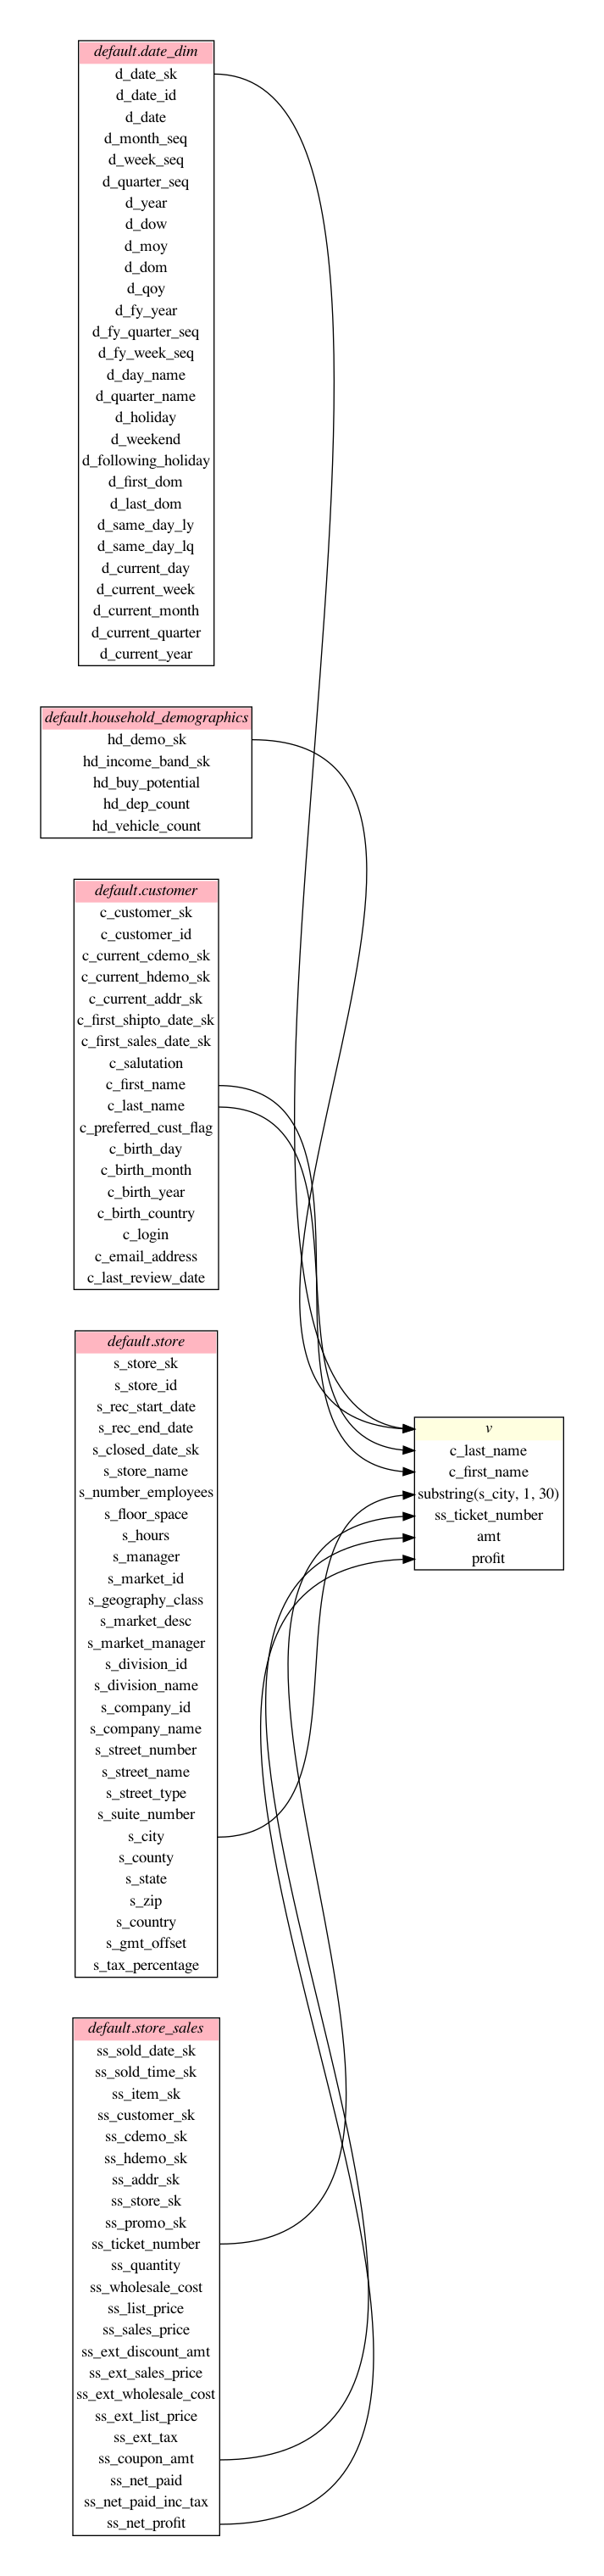 default.date_dim
d_date_sk
d_date_id
d_date
d_month_seq
d_week_seq
d_quarter_seq
d_year
d_dow
d_moy
d_dom
d_qoy
d_fy_year
d_fy_quarter_seq
d_fy_week_seq
d_day_name
d_quarter_name
d_holiday
d_weekend
d_following_holiday
d_first_dom
d_last_dom
d_same_day_ly
d_same_day_lq
d_current_day
d_current_week
d_current_month
d_current_quarter
d_current_year
default.household_demographics
hd_demo_sk
hd_income_band_sk
hd_buy_potential
hd_dep_count
hd_vehicle_count
default.customer
c_customer_sk
c_customer_id
c_current_cdemo_sk
c_current_hdemo_sk
c_current_addr_sk
c_first_shipto_date_sk
c_first_sales_date_sk
c_salutation
c_first_name
c_last_name
c_preferred_cust_flag
c_birth_day
c_birth_month
c_birth_year
c_birth_country
c_login
c_email_address
c_last_review_date
default.store
s_store_sk
s_store_id
s_rec_start_date
s_rec_end_date
s_closed_date_sk
s_store_name
s_number_employees
s_floor_space
s_hours
s_manager
s_market_id
s_geography_class
s_market_desc
s_market_manager
s_division_id
s_division_name
s_company_id
s_company_name
s_street_number
s_street_name
s_street_type
s_suite_number
s_city
s_county
s_state
s_zip
s_country
s_gmt_offset
s_tax_percentage
default.store_sales
ss_sold_date_sk
ss_sold_time_sk
ss_item_sk
ss_customer_sk
ss_cdemo_sk
ss_hdemo_sk
ss_addr_sk
ss_store_sk
ss_promo_sk
ss_ticket_number
ss_quantity
ss_wholesale_cost
ss_list_price
ss_sales_price
ss_ext_discount_amt
ss_ext_sales_price
ss_ext_wholesale_cost
ss_ext_list_price
ss_ext_tax
ss_coupon_amt
ss_net_paid
ss_net_paid_inc_tax
ss_net_profit
v
c_last_name
c_first_name
substring(s_city, 1, 30)
ss_ticket_number
amt
profit